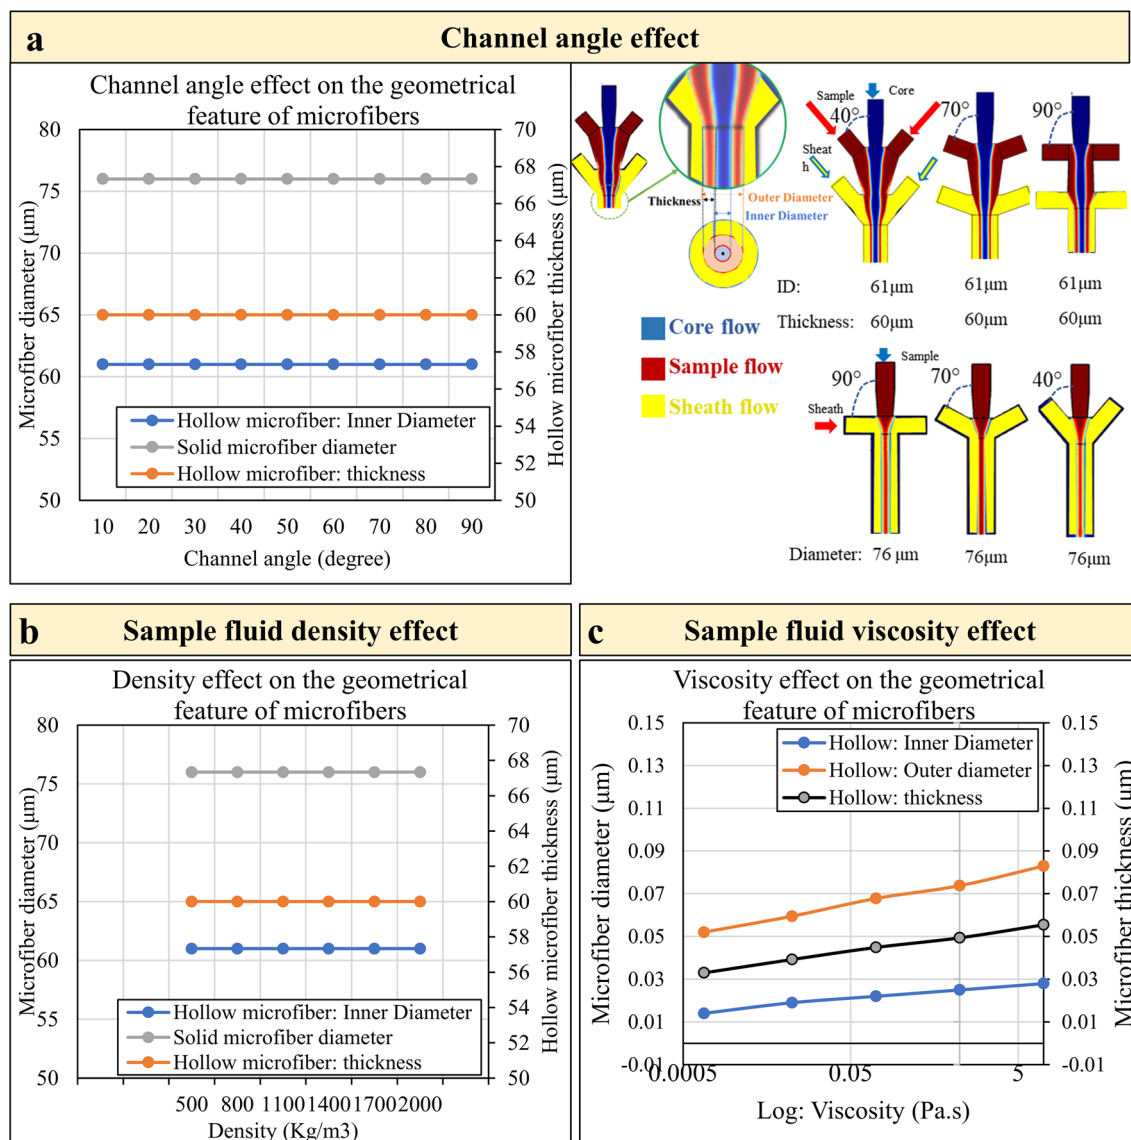 a
Channel angle effect
Channel angle effect on the geometrical
feature of microfibers
Microfiber diameter (μm)
80
75
70
65
60
55
50
Hollow microfiber thickness (μm)
70
68
66
64
62
60
58
56
54
52
50
Hollow microfiber: Inner Diameter
Solid microfiber diameter
Hollow microfiber: thickness
10 20 30 40 50 60 70 80 90
Channel angle (degree)
Thickness
Outer Diameter
Inner Diameter
Sample
Core
Sheat
h
40°
70°
90°
ID: 61μm 61μm 61μm
Thickness: 60μm 60μm 60μm
Core flow
Sample flow
Sheath flow
Sample
Sheath
90°
70°
40°
Diameter: 76 μm 76μm 76μm
b
Sample fluid density effect
Density effect on the geometrical
feature of microfibers
Microfiber diameter (μm)
80
75
70
65
60
55
50
Hollow microfiber thickness (μm)
70
68
66
64
62
60
58
56
54
52
50
Hollow microfiber: Inner Diameter
Solid microfiber diameter
Hollow microfiber: thickness
500 800 1100 1400 1700 2000
Density (Kg/m3)
c
Sample fluid viscosity effect
Viscosity effect on the geometrical
feature of microfibers
Microfiber diameter (μm)
0.15
0.13
0.11
0.09
0.07
0.05
0.03
0.01
-0.01
Microfiber thickness (μm)
0.15
0.13
0.11
0.09
0.07
0.05
0.03
0.01
-0.01
Hollow: Inner Diameter
Hollow: Outer diameter
Hollow: thickness
0.0005 0.05 5
Log: Viscosity (Pa.s)